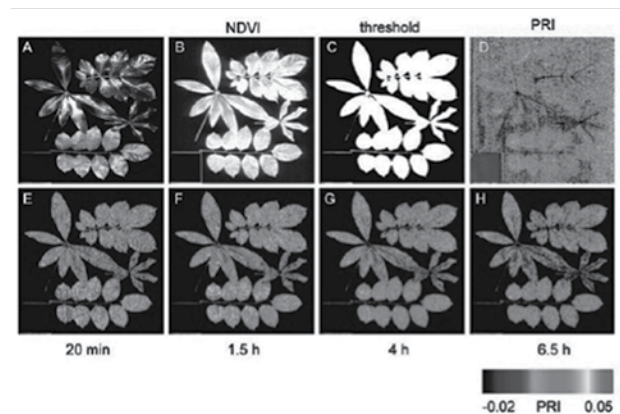 NDVI threshold PRI
A B C D
E F G H
20 min 1.5 h 4 h 6.5 h
-0.02 PRI 0.05